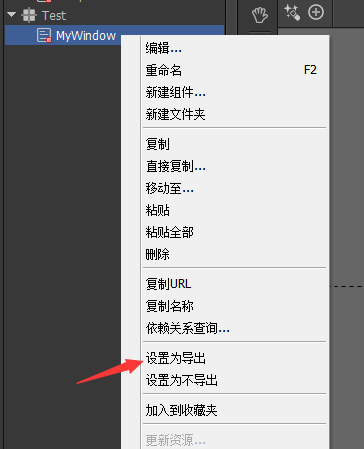 Test
MyWindow
编辑...
重命名 F2
新建组件...
新建文件夹
复制
直接复制...
移动至...
粘贴
粘贴全部
删除
复制URL
复制名称
依赖关系查询...
设置为导出
设置为不导出
加入到收藏夹
更新资源...